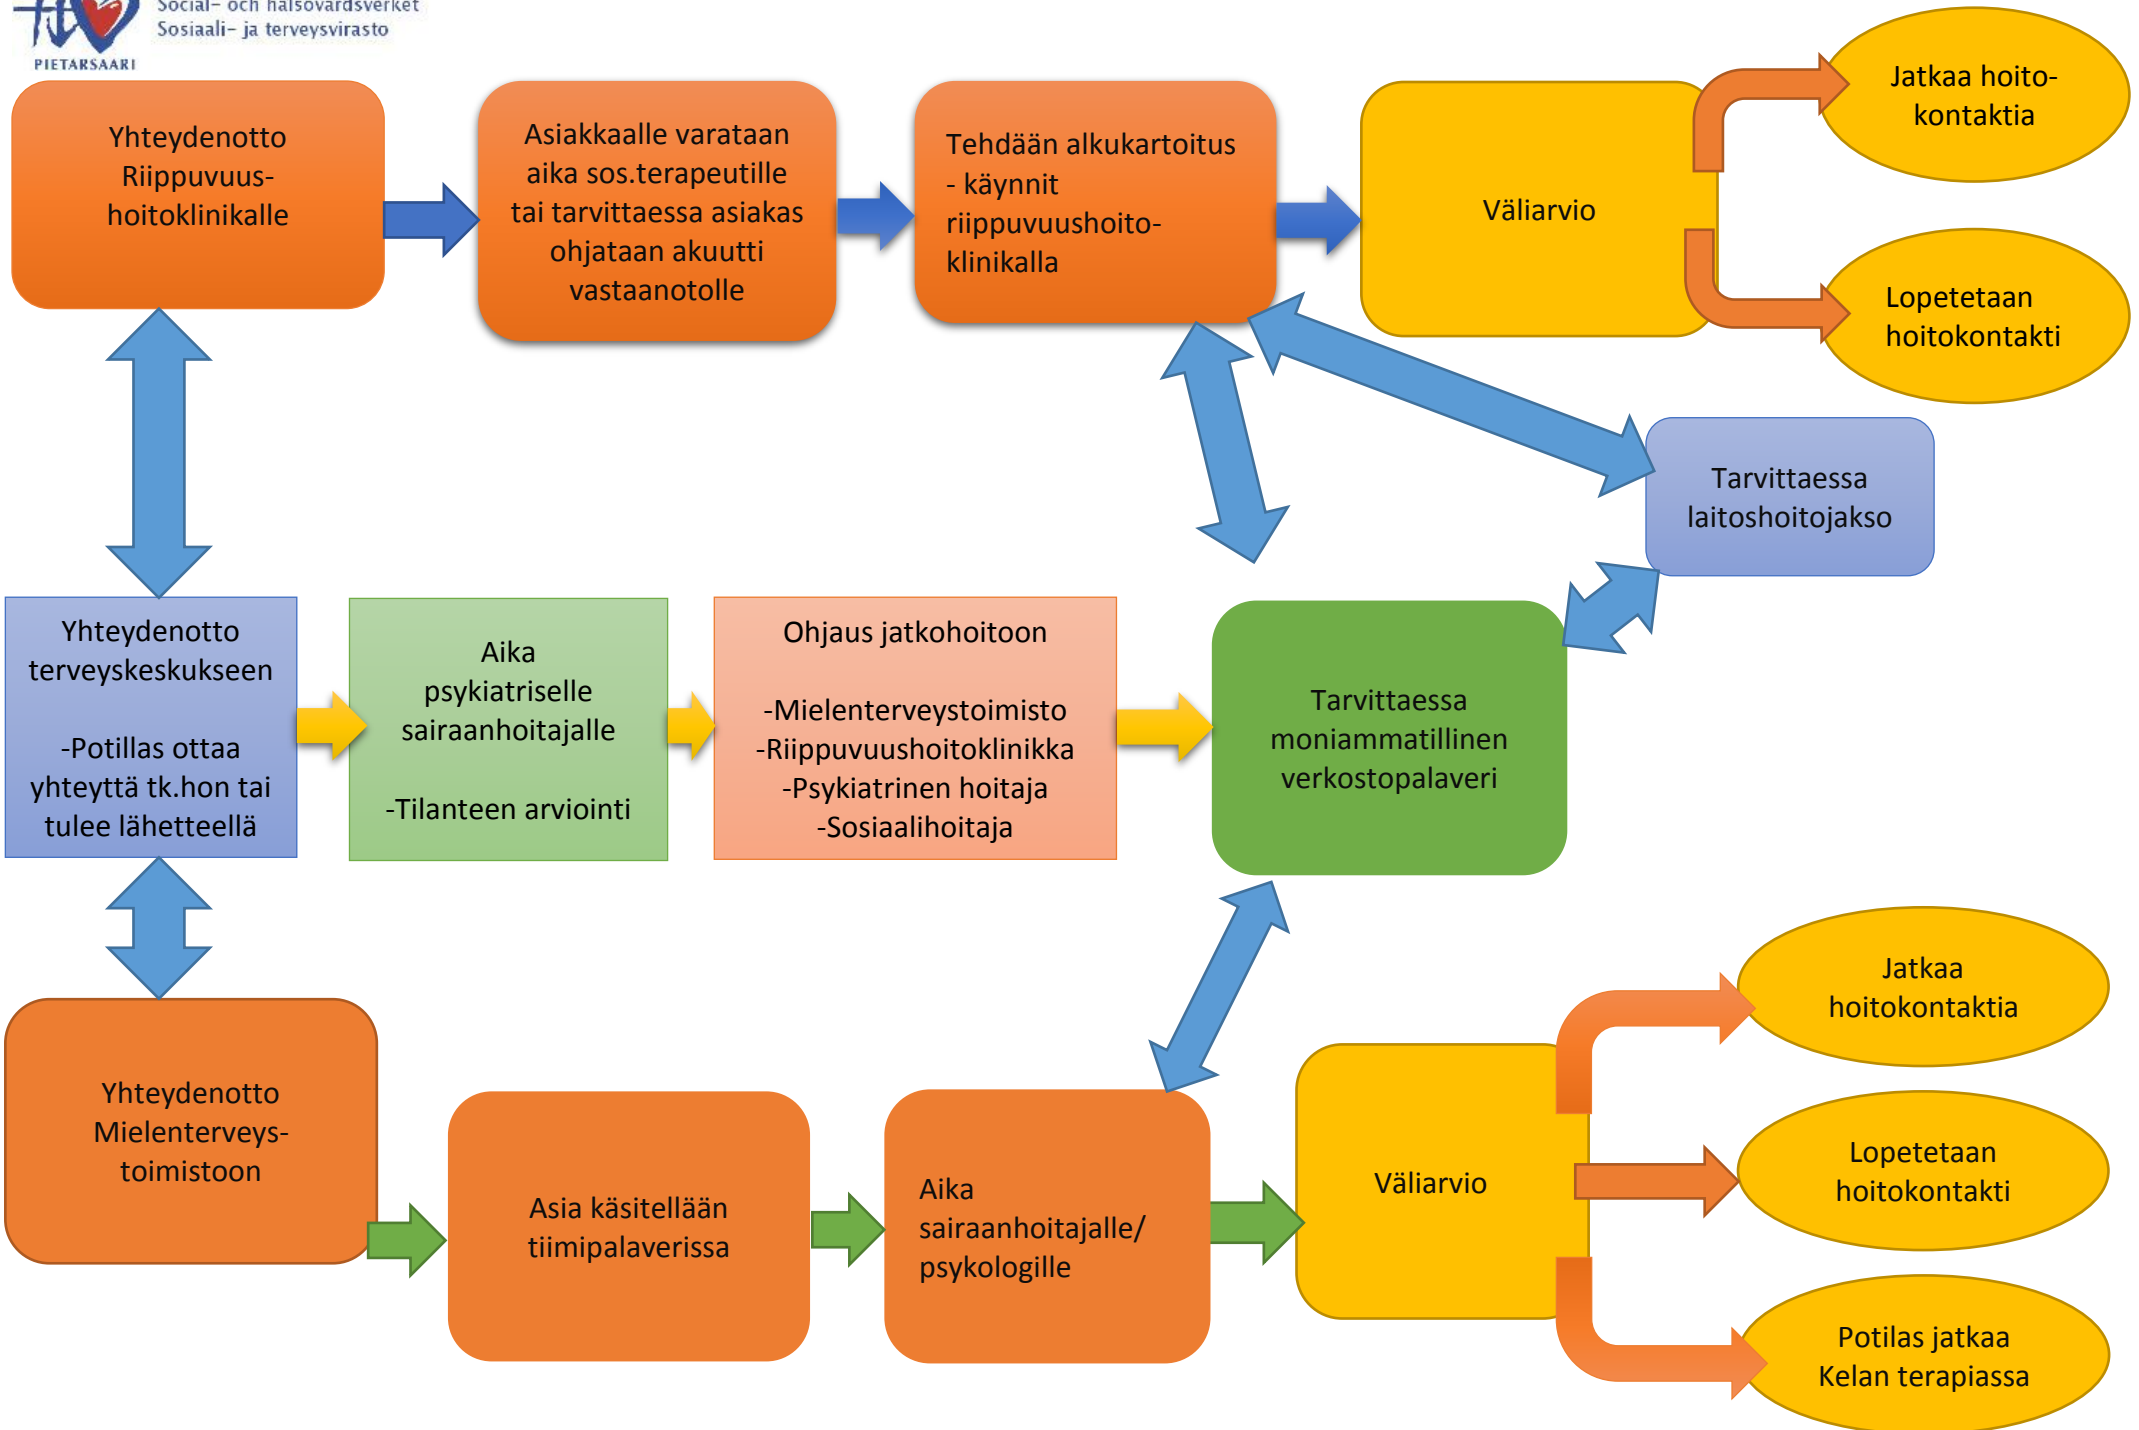 Social- och hälsovårdsverket
Sosiaali- ja terveysvirasto
PIETARSAARI
Yhteydenotto
Riippuvuus-
hoitoklinikalle
Asiakkaalle varataan
aika sos.terapeutille
tai tarvittaessa asiakas
ohjataan akuutti
vastaanotolle
Tehdään alkukartoitus
- käynnit
riippuvuushoito-
klinikalla
Väliarvio
Jatkaa hoito-
kontaktia
Lopetetaan
hoitokontakti
Tarvittaessa
laitoshoitojakso
Yhteydenotto
terveyskeskukseen
-Potillas ottaa
yhteyttä tk.hon tai
tulee lähetteellä
Aika
psykiatriselle
sairaanhoitajalle
-Tilanteen arviointi
Ohjaus jatkohoitoon
-Mielenterveystoimisto
-Riippuvuushoitoklinikka
-Psykiatrinen hoitaja
-Sosiaalihoitaja
Tarvittaessa
moniammatillinen
verkostopalaveri
Yhteydenotto
Mielenterveys-
toimistoon
Asia käsitellään
tiimipalaverissa
Aika
sairaanhoitajalle/
psykologille
Väliarvio
Jatkaa
hoitokontaktia
Lopetetaan
hoitokontakti
Potilas jatkaa
Kelan terapiassa